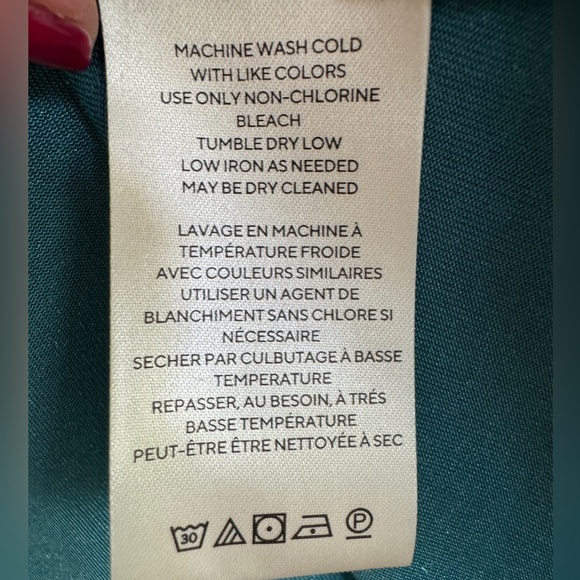 MACHINE WASH COLD
WITH LIKE COLORS
USE ONLY NON-CHLORINE
BLEACH
TUMBLE DRY LOW
LOW IRON AS NEEDED
MAY BE DRY CLEANED
LAVAGE EN MACHINE À
TEMPÉRATURE FROIDE
AVEC COULEURS SIMILAIRES
UTILISER UN AGENT DE
BLANCHIMENT SANS CHLORE SI
NÉCESSAIRE
SECHER PAR CULBUTAGE À BASSE
TEMPERATURE
REPASSER, AU BESOIN, À TRÉS
BASSE TEMPÉRATURE
PEUT-ÊTRE ÊTRE NETTOYÉE À SEC
30 P